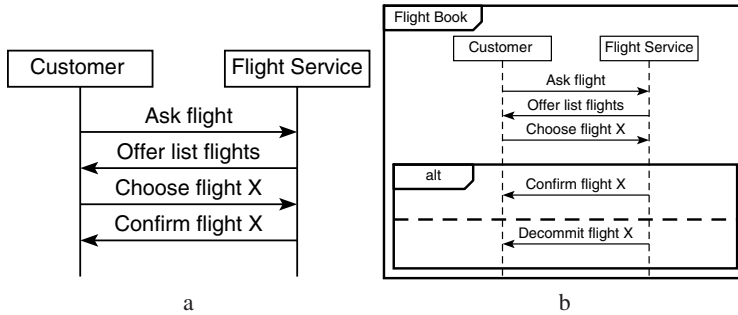 Customer
Flight Service
Ask flight
Offer list flights
Choose flight X
Confirm flight X
a
Flight Book
Customer
Flight Service
Ask flight
Offer list flights
Choose flight X
alt
Confirm flight X
Decommit flight X
b